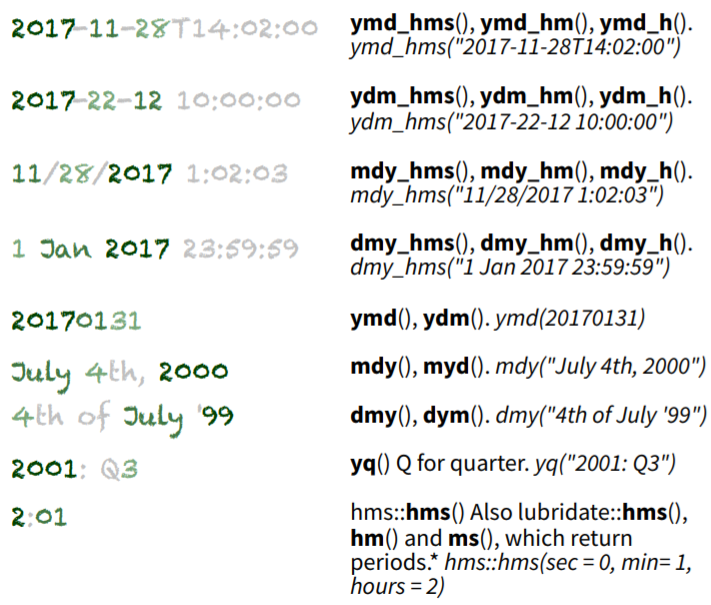 2017-11-28T14:02:00
ymd_hms(), ymd_hm(), ymd_h().
ymd_hms("2017-11-28T14:02:00")
2017-22-12 10:00:00
ydm_hms(), ydm_hm(), ydm_h().
ydm_hms("2017-22-12 10:00:00")
11/28/2017 1:02:03
mdy_hms(), mdy_hm(), mdy_h().
mdy_hms("11/28/2017 1:02:03")
1 Jan 2017 23:59:59
dmy_hms(), dmy_hm(), dmy_h().
dmy_hms("1 Jan 2017 23:59:59")
20170131
ymd(), ydm(). ymd(20170131)
July 4th, 2000
mdy(), myd(). mdy("July 4th, 2000")
4th of July '99
dmy(), dym(). dmy("4th of July '99")
2001: Q3
yq() Q for quarter. yq("2001: Q3")
2:01
hms::hms() Also lubridate::hms(),
hm() and ms(), which return
periods.* hms::hms(sec = 0, min= 1,
hours = 2)